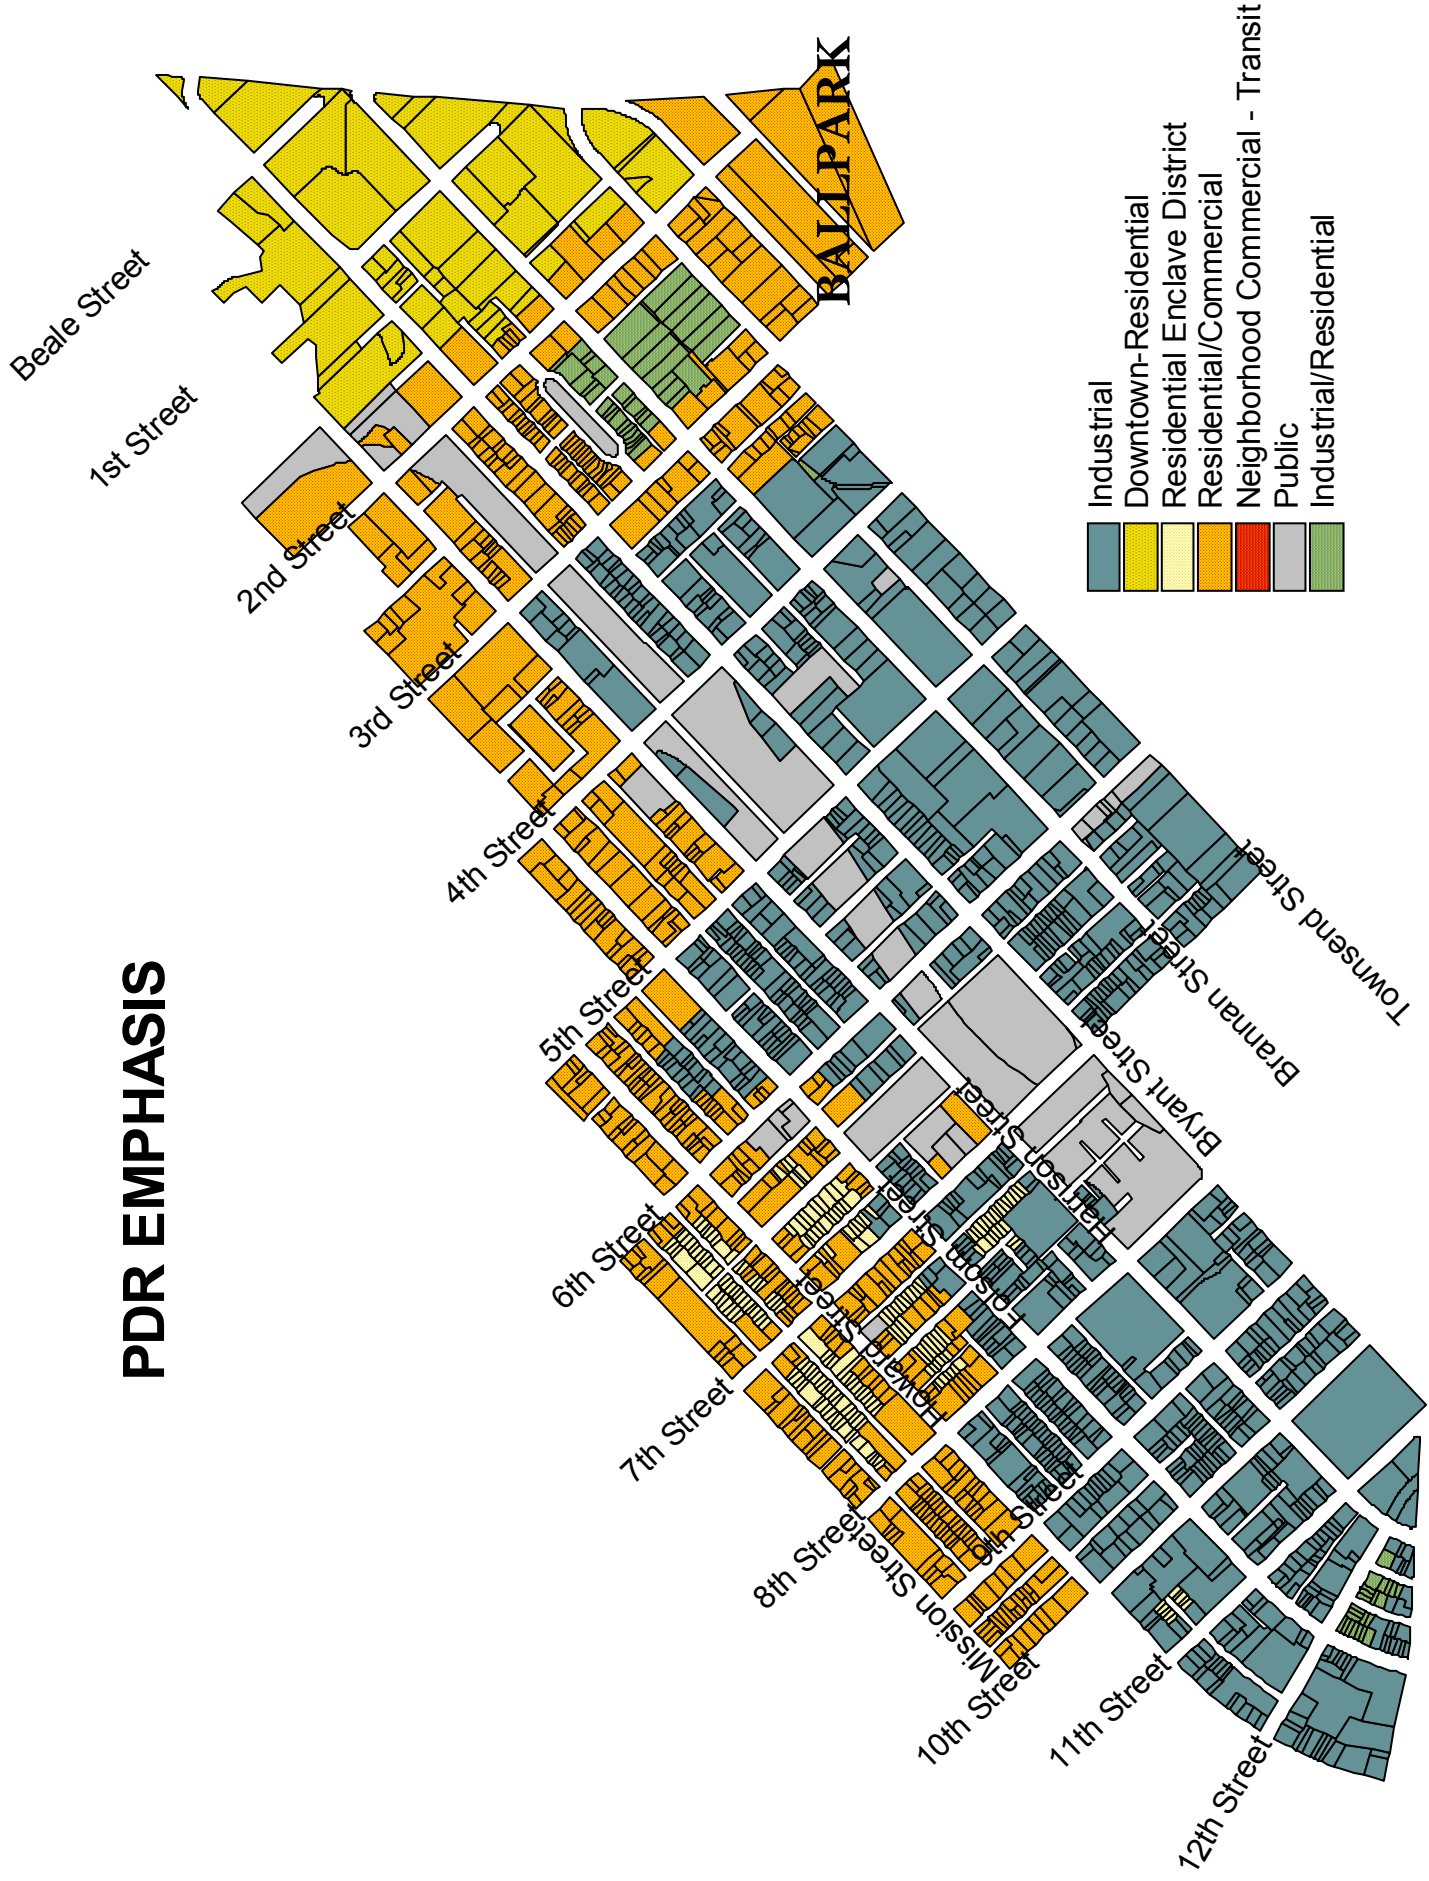 PDR EMPHASIS
Beale Street
1st Street
2nd Street
3rd Street
4th Street
5th Street
6th Street
7th Street
8th Street
9th Street
10th Street
11th Street
12th Street
Mission Street
Howard Street
Folsom Street
Harrison Street
Bryant Street
Brannan Street
Townsend Street
BALLPARK
Industrial
Downtown-Residential
Residential Enclave District
Residential/Commercial
Neighborhood Commercial - Transit
Public
Industrial/Residential